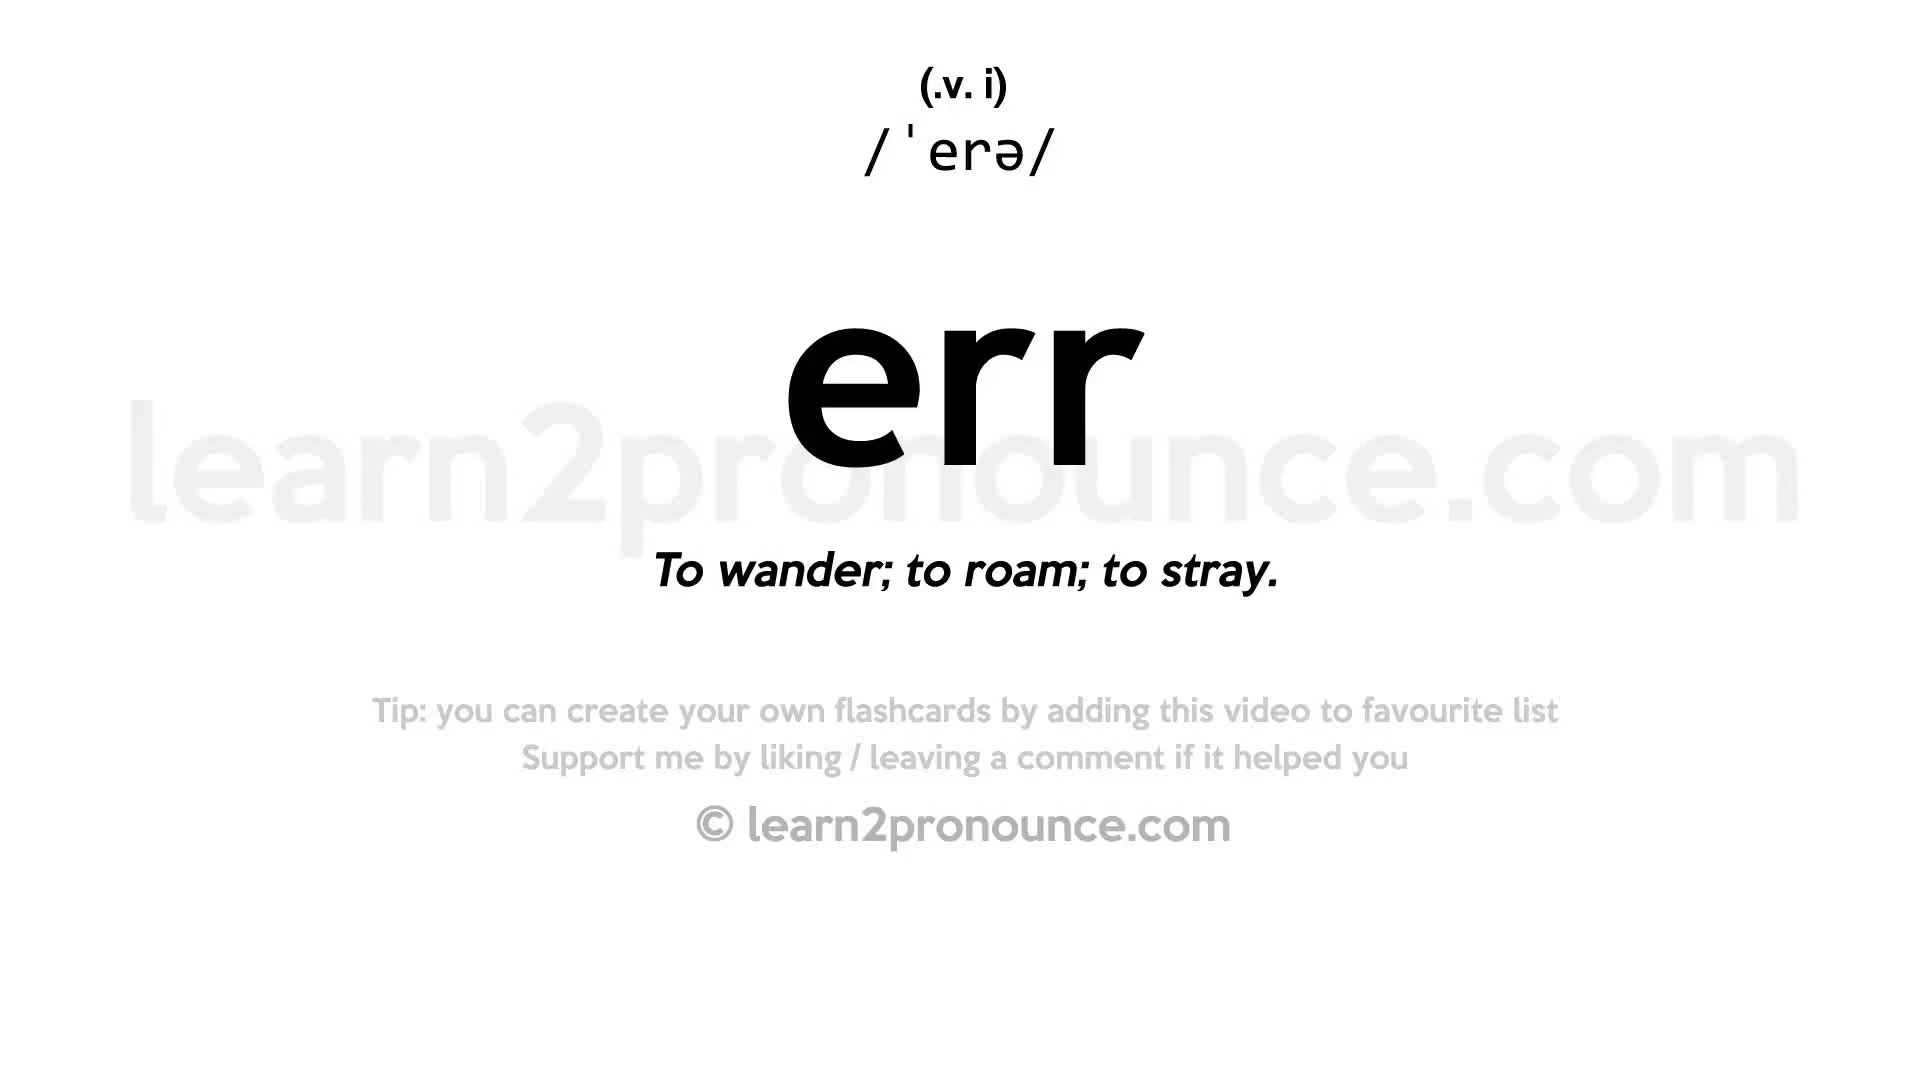 (.v. i)
/ˈerə/
err
learn2pronounce.com
To wander; to roam; to stray.
Tip: you can create your own flashcards by adding this video to favourite list
Support me by liking / leaving a comment if it helped you
© learn2pronounce.com